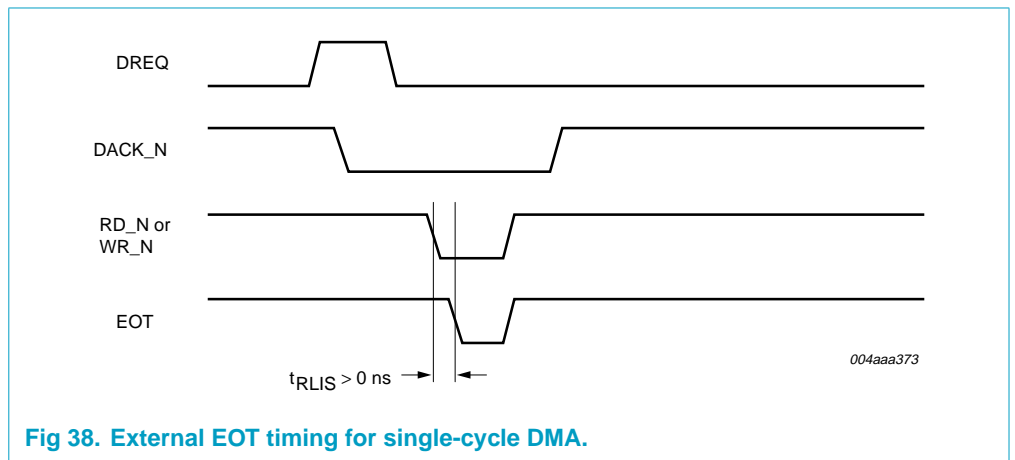 DREQ
DACK_N
RD_N or
WR_N
EOT
004aaa373
tRLIS > 0 ns
Fig 38. External EOT timing for single-cycle DMA.